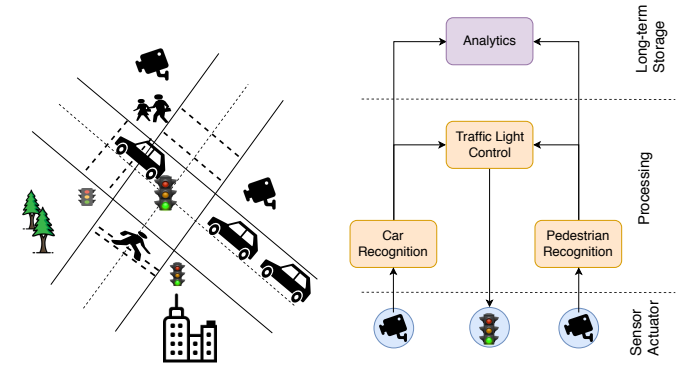 Analytics
Long-term
Storage
Traffic Light
Control
Processing
Car
Recognition
Pedestrian
Recognition
Sensor
Actuator